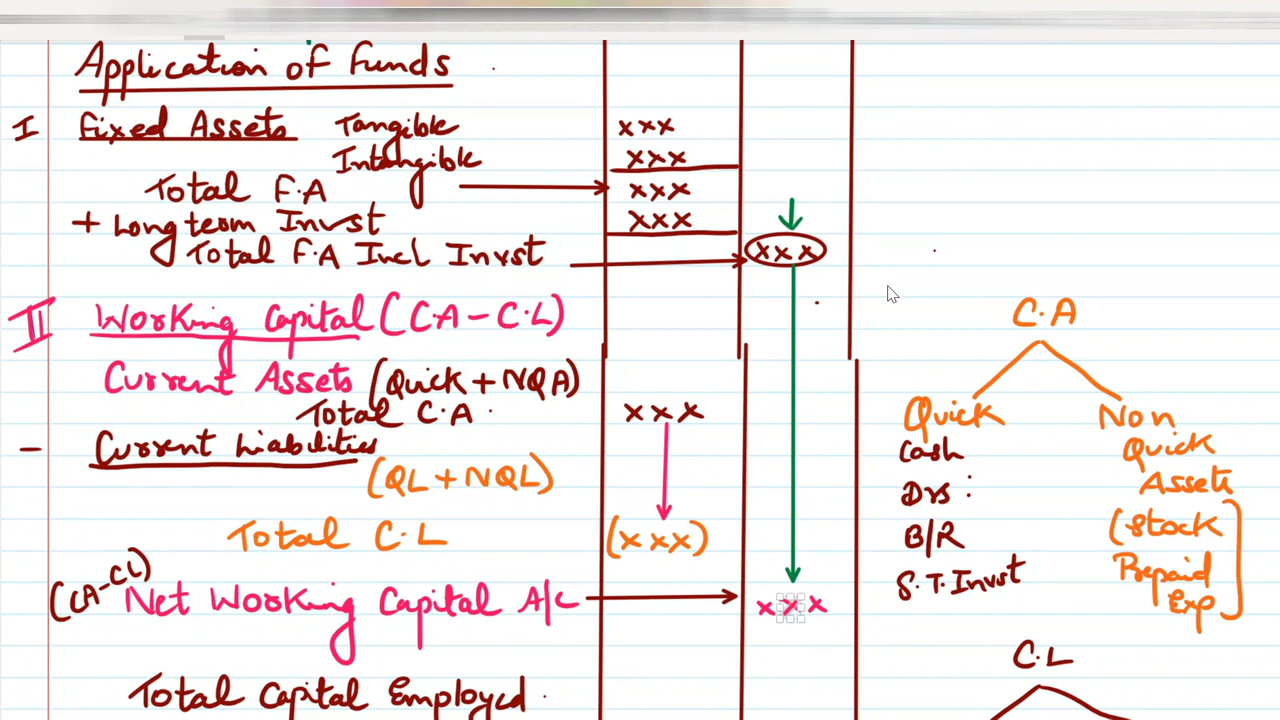 Application of Funds
I Fixed Assets Tangible xxx
Intangible xxx
Total F.A xxx
+ Long term Invst xxx
Total F.A Incl Invst xxx
II Working Capital (C.A - C.L)
Current Assets (Quick + NQA)
Total C.A. xxx
- Current Liabilities
(QL + NQL)
Total C.L (xxx)
(CA-CL) Net Working Capital A/c xxx
Total Capital Employed.
C.A
Quick
Cash
Drs :
B/R
S.T. Invst
Non
Quick
Assets
(Stock
Prepaid
Exp
C.L